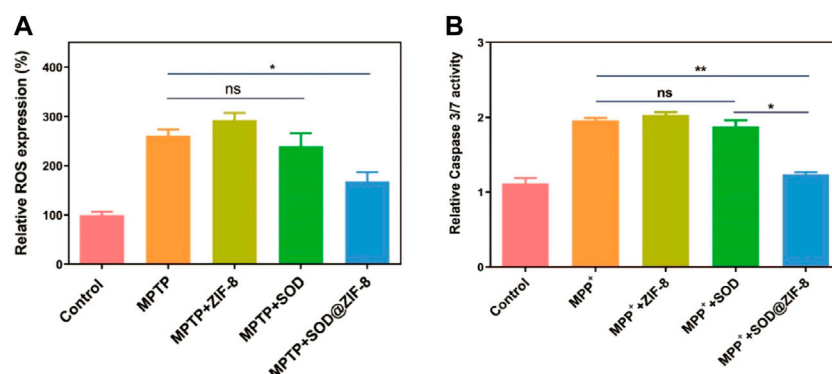 A
Relative ROS expression (%)
400
300
200
100
0
*
ns
Control
MPTP
MPTP+ZIF-8
MPTP+SOD
MPTP+SOD@ZIF-8
B
Relative Caspase 3/7 activity
3
2
1
0
**
ns
*
Control
MPP⁺
MPP⁺+ZIF-8
MPP⁺+SOD
MPP⁺+SOD@ZIF-8